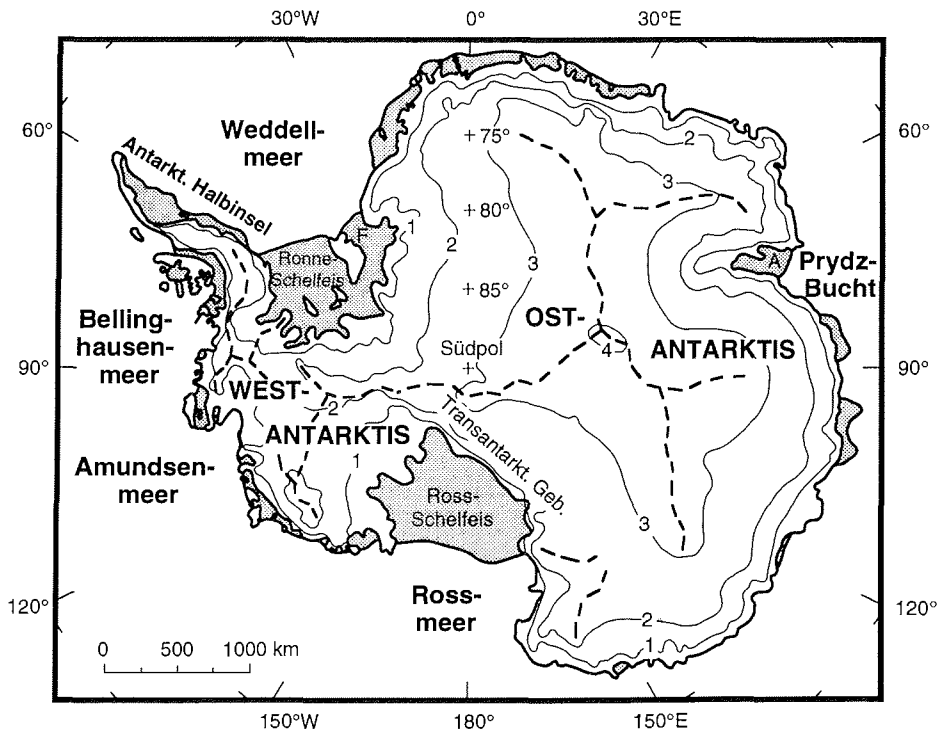 30°W 0° 30°E
60° 60°
Weddell-
meer
+ 75°
+ 80°
+ 85°
2
3
1
2
3
Antarkt. Halbinsel
F
Ronne-
Schelfeis
A
Prydz-
Bucht
Belling-
hausen-
meer
OST-
ANTARKTIS
4
Südpol
+
90° 90°
WEST-
ANTARKTIS
2
1
Transantarkt. Geb.
Amundsen-
meer
Ross-
Schelfeis
3
Ross-
meer
2
1
120° 120°
0 500 1000 km
150°W 180° 150°E